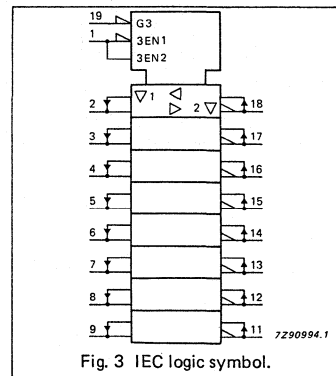 19 G3
1 3EN1
3EN2
1 2
2 18
3 17
4 16
5 15
6 14
7 13
8 12
9 11
7Z90994.1
Fig. 3 IEC logic symbol.